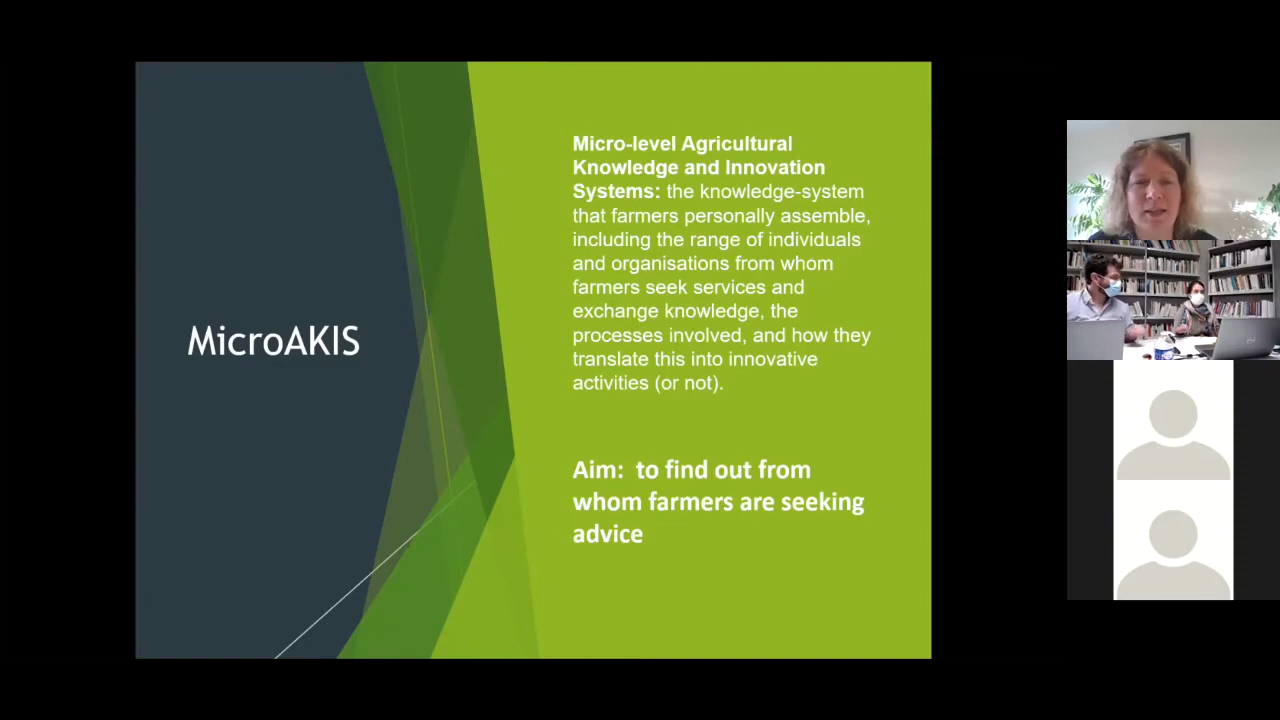 MicroAKIS
Micro-level Agricultural
Knowledge and Innovation
Systems: the knowledge-system
that farmers personally assemble,
including the range of individuals
and organisations from whom
farmers seek services and
exchange knowledge, the
processes involved, and how they
translate this into innovative
activities (or not).
Aim:  to find out from
whom farmers are seeking
advice